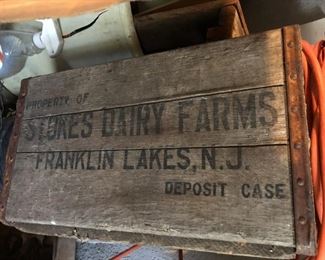 PROPERTY OF
STOKES DAIRY FARMS
FRANKLIN LAKES, N.J.
DEPOSIT CASE